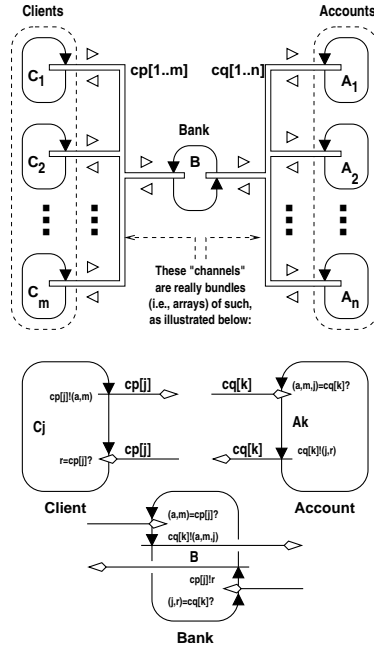 Clients
Accounts
C1
cp[1..m]
cq[1..n]
A1
Bank
C2
B
A2
Cm
An
These "channels"
are really bundles
(i.e., arrays) of such,
as illustrated below:
cp[j]!(a,m)
cp[j]
cq[k]
(a,m,j)=cq[k]?
Cj
Ak
r=cp[j]?
cp[j]
cq[k]
cq[k]!(j,r)
Client
Account
(a,m)=cp[j]?
cq[k]!(a,m,j)
B
cp[j]!r
(j,r)=cq[k]?
Bank